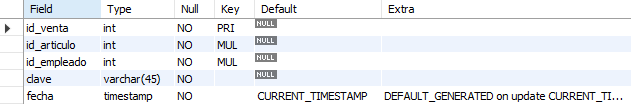 Field Type Null Key Default Extra
id_venta int NO PRI NULL
id_articulo int NO MUL NULL
id_empleado int NO MUL NULL
clave varchar(45) NO NULL
fecha timestamp NO CURRENT_TIMESTAMP DEFAULT_GENERATED on update CURRENT_TI...